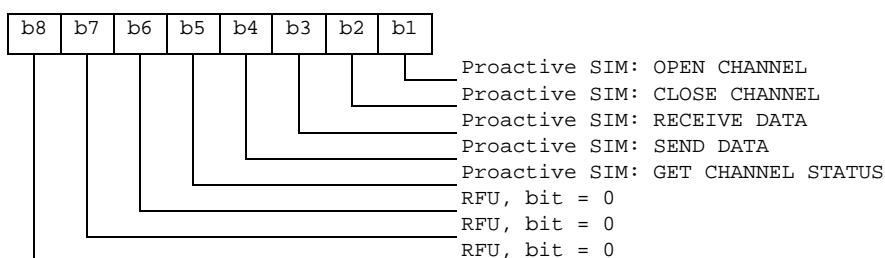 b8 b7 b6 b5 b4 b3 b2 b1
Proactive SIM: OPEN CHANNEL
Proactive SIM: CLOSE CHANNEL
Proactive SIM: RECEIVE DATA
Proactive SIM: SEND DATA
Proactive SIM: GET CHANNEL STATUS
RFU, bit = 0
RFU, bit = 0
RFU, bit = 0